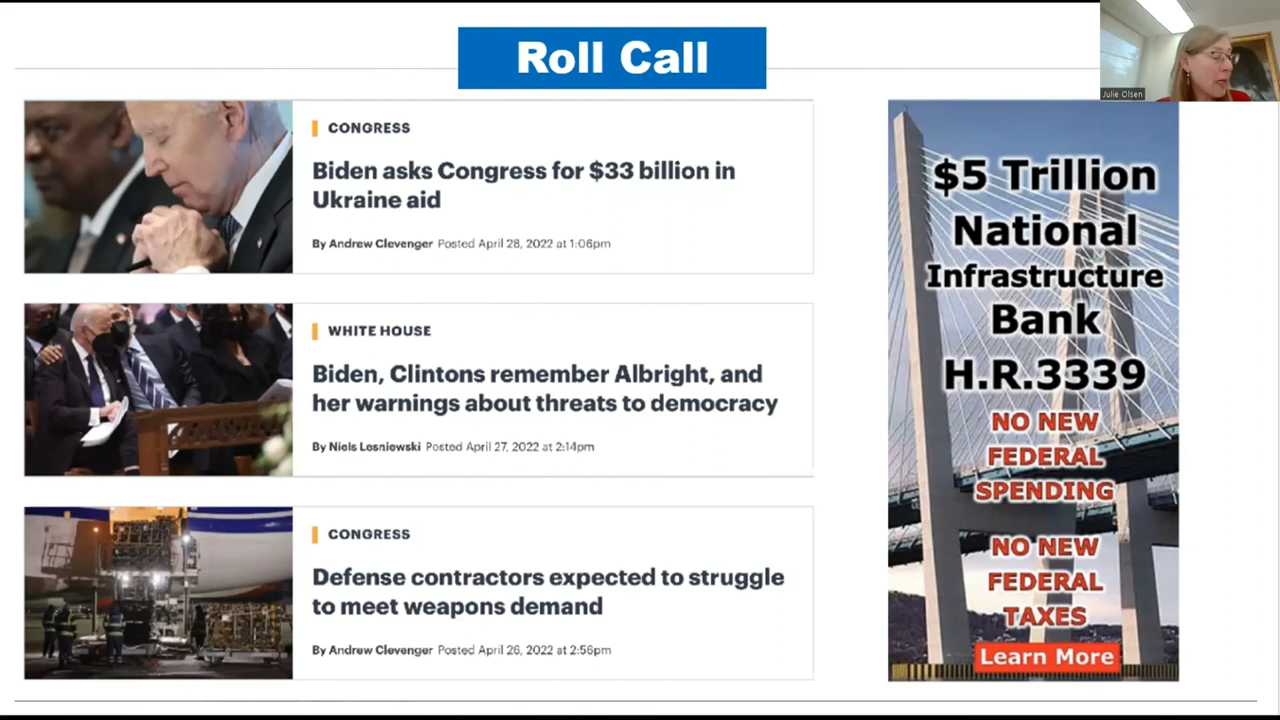 Roll Call
Julie Olsen
CONGRESS
Biden asks Congress for $33 billion in
Ukraine aid
By Andrew Clevenger Posted April 28, 2022 at 1:06pm
WHITE HOUSE
Biden, Clintons remember Albright, and
her warnings about threats to democracy
By Niels Lesniewski Posted April 27, 2022 at 2:14pm
CONGRESS
Defense contractors expected to struggle
to meet weapons demand
By Andrew Clevenger Posted April 26, 2022 at 2:56pm
$5 Trillion
National
Infrastructure
Bank
H.R.3339
NO NEW
FEDERAL
SPENDING
NO NEW
FEDERAL
TAXES
Learn More